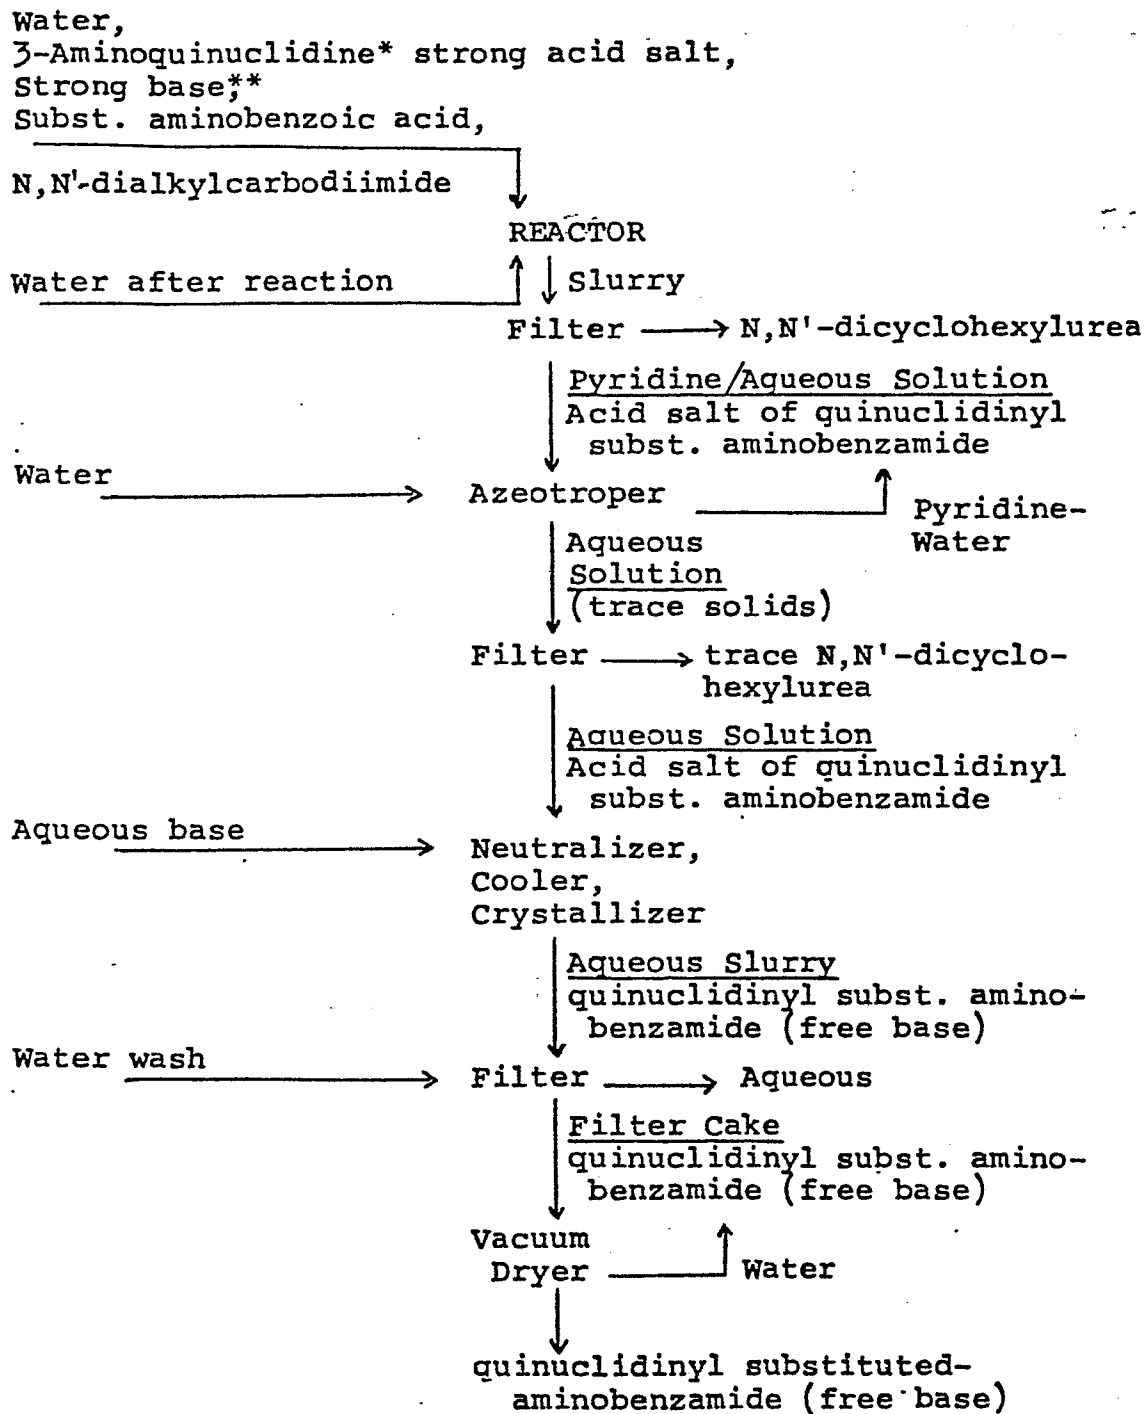 Water,
3-Aminoquinuclidine* strong acid salt,
Strong base,**
Subst. aminobenzoic acid,
N,N'-dialkylcarbodiimide
REACTOR
Water after reaction
Slurry
Filter
N,N'-dicyclohexylurea
Pyridine/Aqueous Solution
Acid salt of quinuclidinyl
subst. aminobenzamide
Water
Azeotroper
Pyridine-
Water
Aqueous
Solution
(trace solids)
Filter
trace N,N'-dicyclo-
hexylurea
Aqueous Solution
Acid salt of quinuclidinyl
subst. aminobenzamide
Aqueous base
Neutralizer,
Cooler,
Crystallizer
Aqueous Slurry
quinuclidinyl subst. amino-
benzamide (free base)
Water wash
Filter
Aqueous
Filter Cake
quinuclidinyl subst. amino-
benzamide (free base)
Vacuum
Dryer
Water
quinuclidinyl substituted-
aminobenzamide (free base)